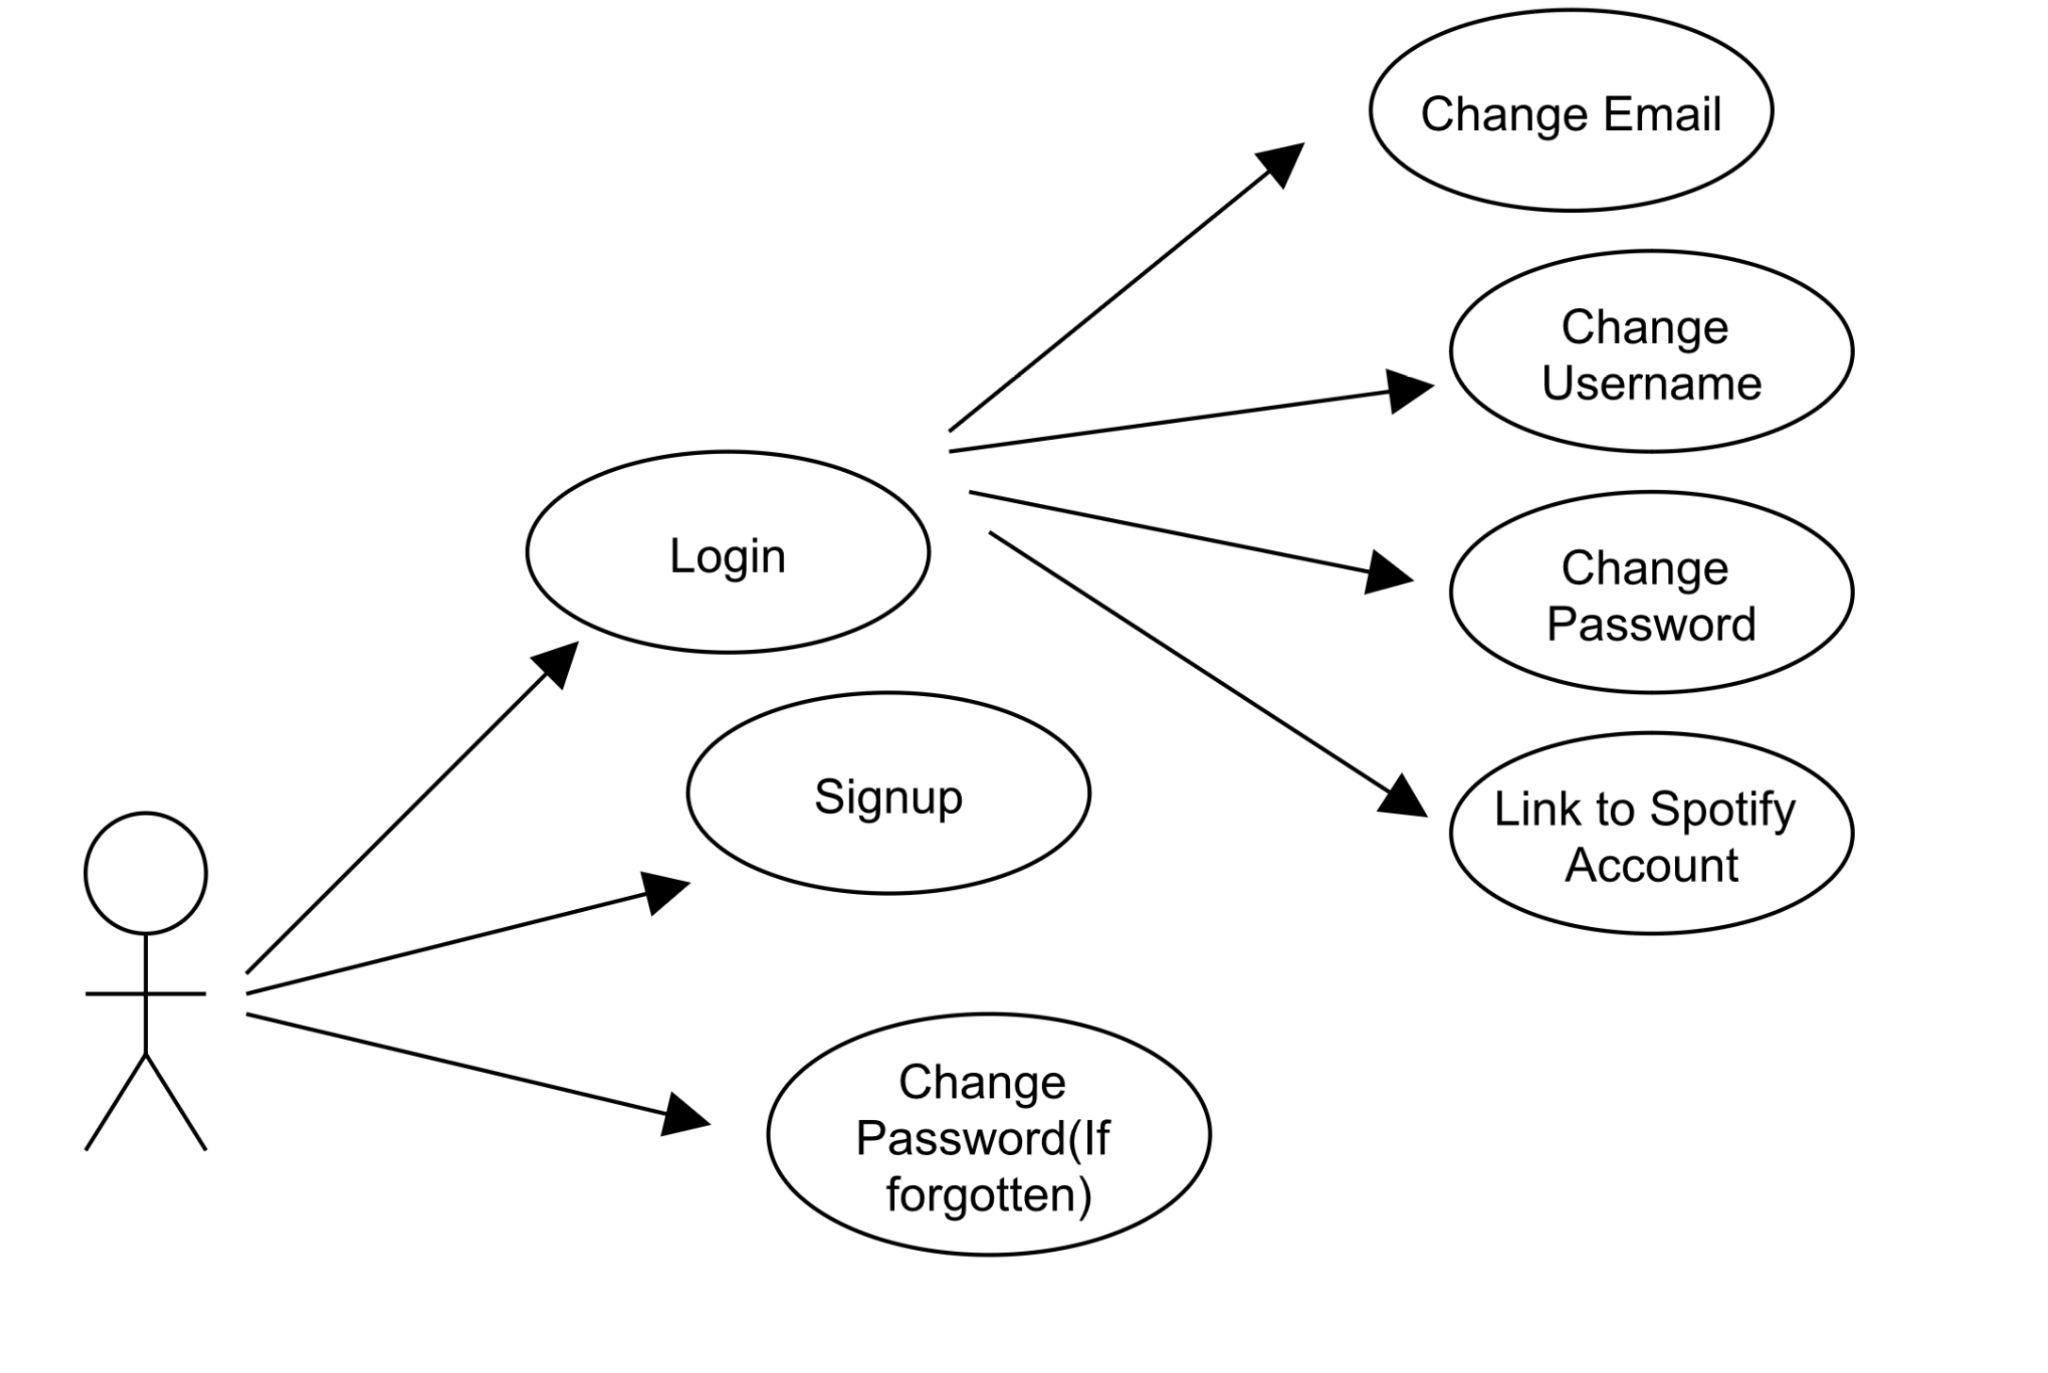 Change Email
Change
Username
Login
Change
Password
Signup
Link to Spotify
Account
Change
Password(If
forgotten)